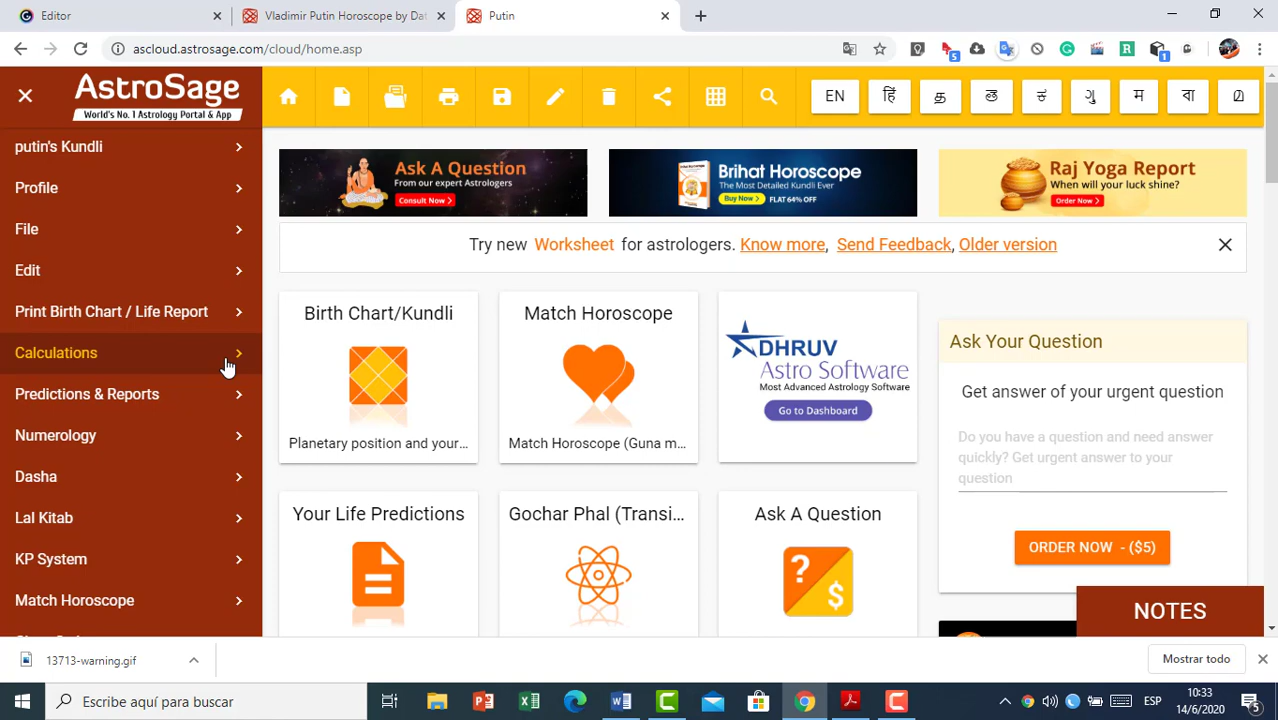 Editor
Vladimir Putin Horoscope by Dat
Putin
ascloud.astrosage.com/cloud/home.asp
5
1
AstroSage
World's No. 1 Astrology Portal & App
EN
हिं
த
తె
ಕ
ગુ
म
বা
മ
putin's Kundli
Profile
File
Edit
Print Birth Chart / Life Report
Calculations
Predictions & Reports
Numerology
Dasha
Lal Kitab
KP System
Match Horoscope
Ask A Question
From our expert Astrologers
Consult Now
Brihat Horoscope
The Most Detailed Kundli Ever
Buy Now FLAT 64% OFF
Raj Yoga Report
When will your luck shine?
Order Now
Try new Worksheet for astrologers. Know more, Send Feedback, Older version
Birth Chart/Kundli
Planetary position and your...
Match Horoscope
Match Horoscope (Guna m...
DHRUV
Astro Software
Most Advanced Astrology Software
Go to Dashboard
Ask Your Question
Get answer of your urgent question
Do you have a question and need answer
quickly? Get urgent answer to your
question
ORDER NOW - ($5)
Your Life Predictions
Gochar Phal (Transi...
Ask A Question
?
$
NOTES
13713-warning.gif
Mostrar todo
Escribe aquí para buscar
ESP
10:33
14/6/2020
5